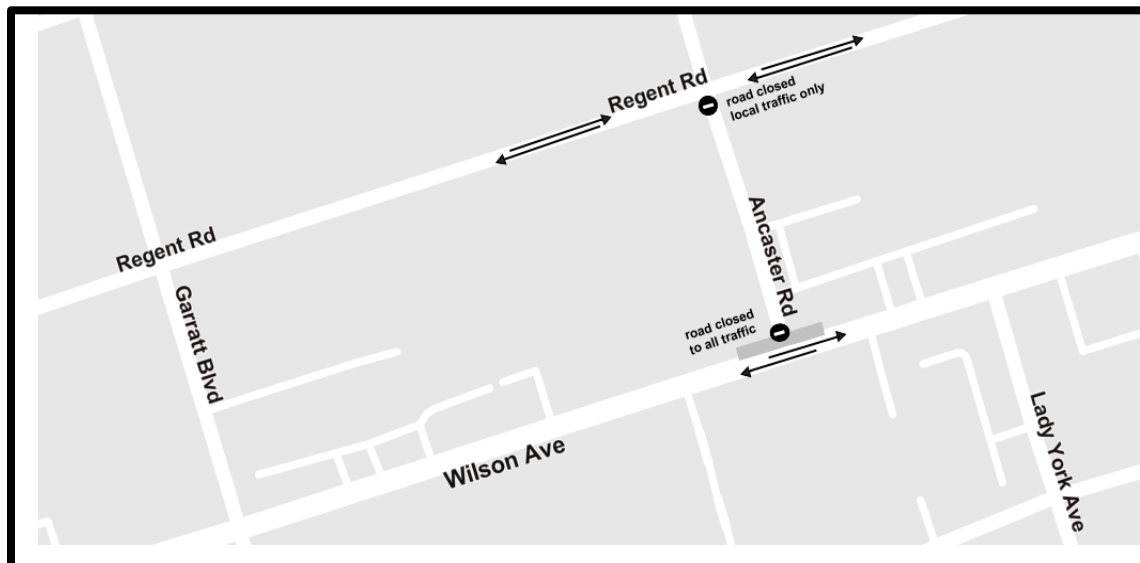 Regent Rd
road closed
local traffic only
Regent Rd
Ancaster Rd
Garratt Blvd
road closed
to all traffic
Lady York Ave
Wilson Ave